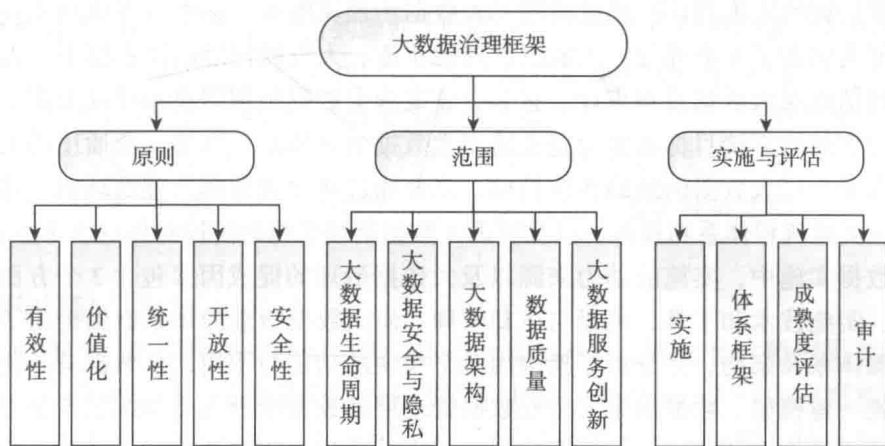 大数据治理框架
原则
范围
实施与评估
有效性
价值化
统一性
开放性
安全性
大数据生命周期
大数据安全与隐私
大数据架构
数据质量
大数据服务创新
实施
体系框架
成熟度评估
审计